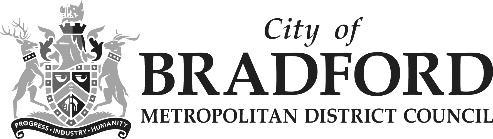 City of
BRADFORD
METROPOLITAN DISTRICT COUNCIL
PROGRESS • INDUSTRY • HUMANITY